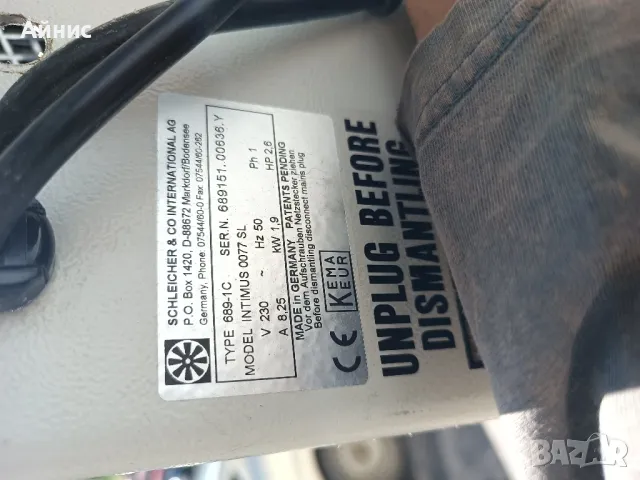 Айнис
SCHLEICHER & CO INTERNATIONAL AG
P.O. Box 1420, D-88672 Markdorf/Bodensee
Germany, Phone: 07544/60-0 Fax: 07544/60-262
TYPE 689-1C SER.N. 689151.00636.Y
MODEL INTIMUS 0077 SL
V 230 ~ Hz 50 Ph 1
A 8,25 kW 1,9 HP 2,6
MADE IN GERMANY PATENTS PENDING
Vor dem Aufschrauben Netzstecker ziehen
Before dismantling disconnect mains plug
CE KEMA
KEUR
UNPLUG BEFORE
DISMANTLING
BAZAR